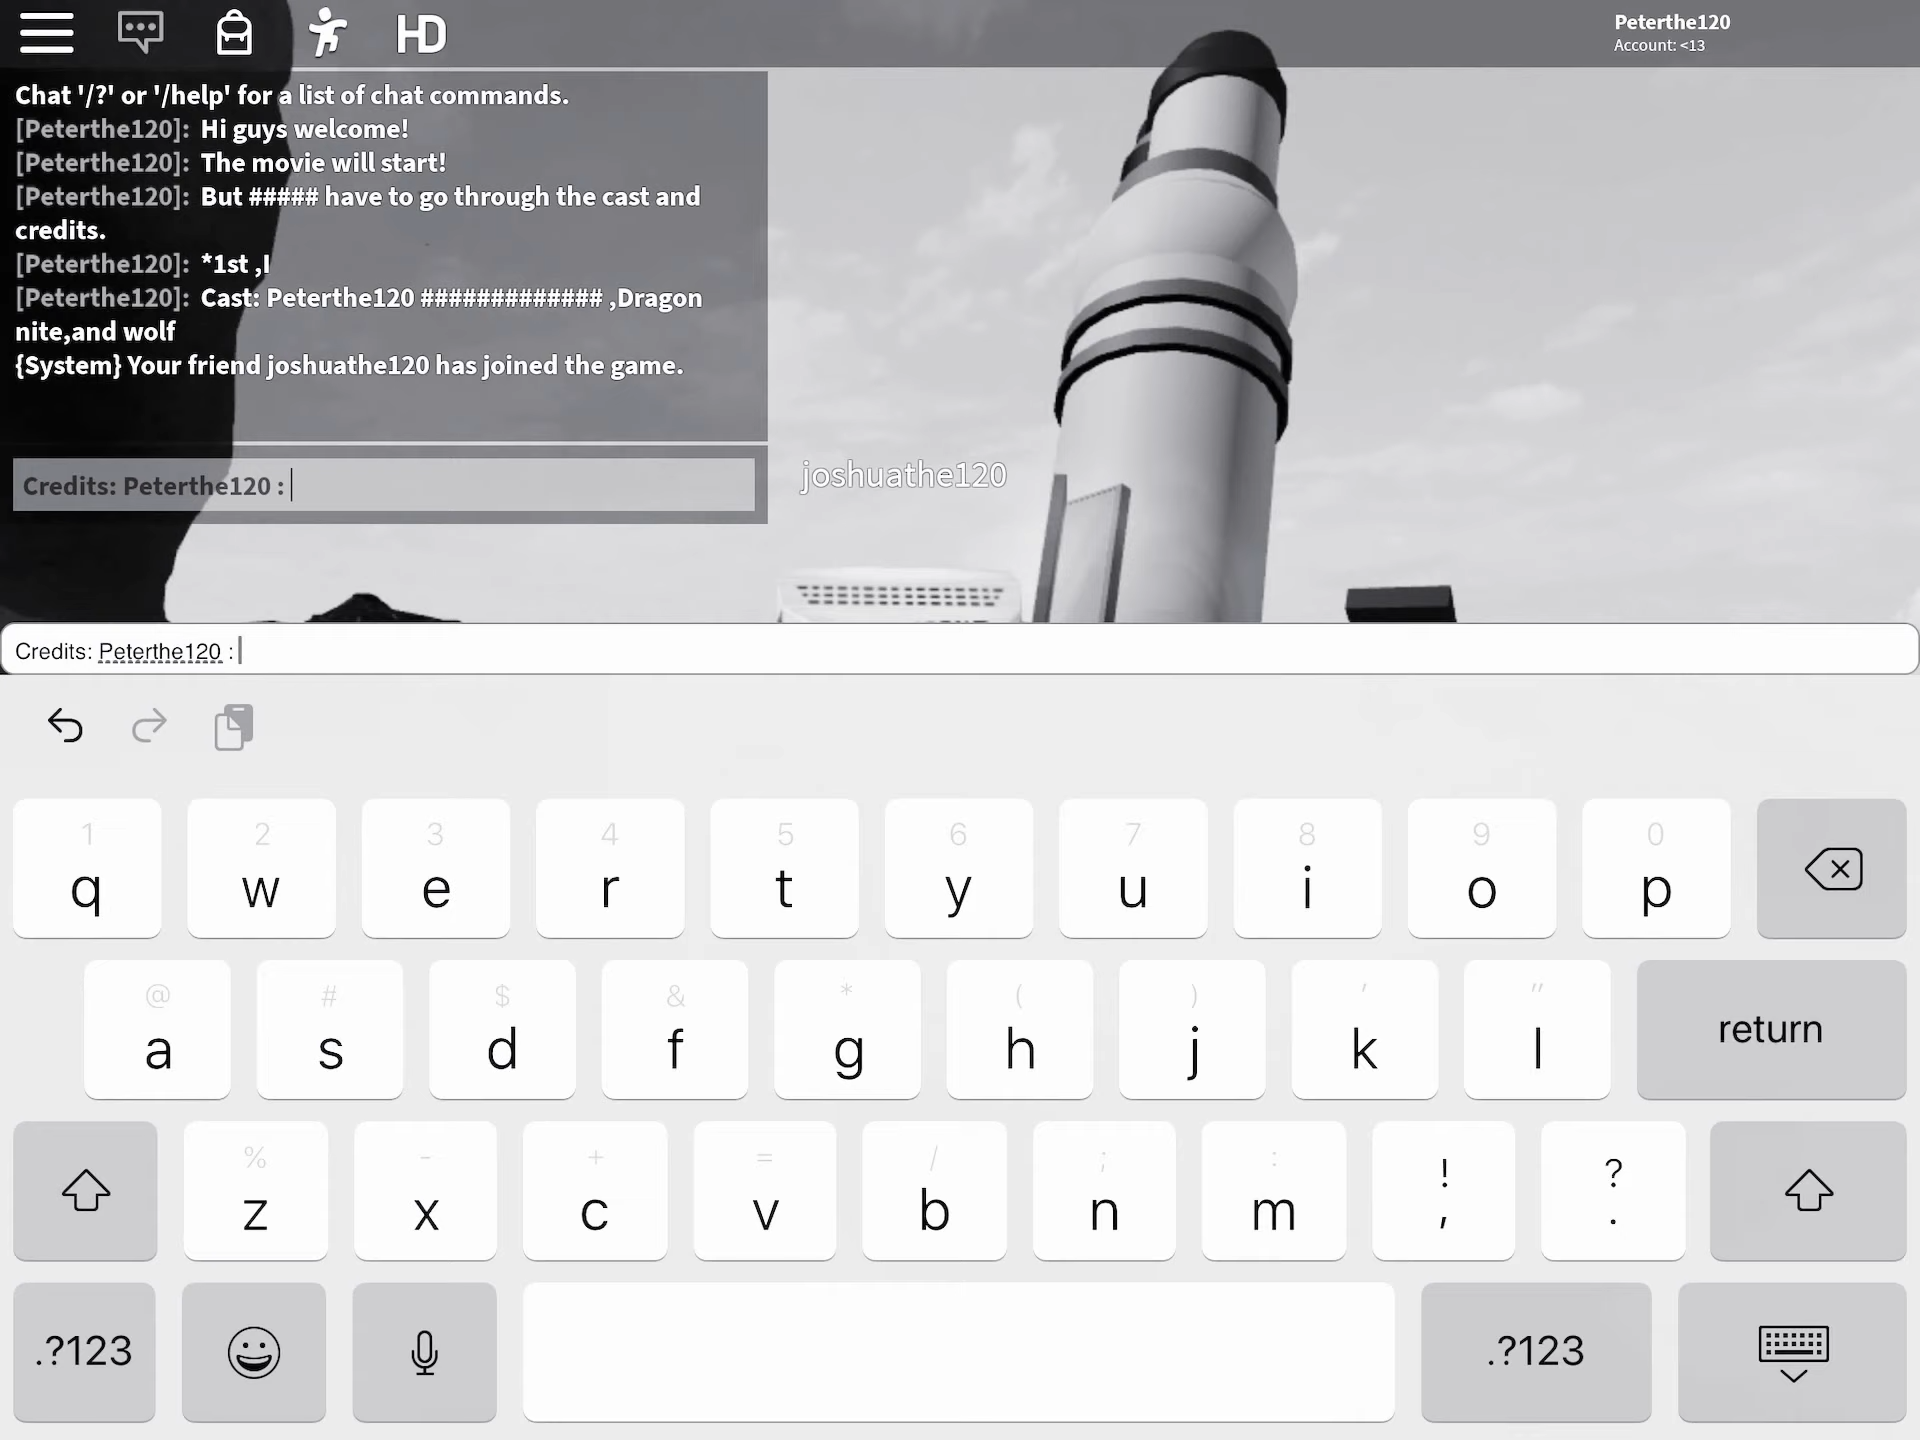 HD
Peterthe120
Account: <13
Chat '/?' or '/help' for a list of chat commands.
[Peterthe120]: Hi guys welcome!
[Peterthe120]: The movie will start!
[Peterthe120]: But ##### have to go through the cast and
credits.
[Peterthe120]: *1st ,I
[Peterthe120]: Cast: Peterthe120 ############# ,Dragon
nite,and wolf
{System} Your friend joshuathe120 has joined the game.
Credits: Peterthe120 :
joshuathe120
Credits: Peterthe120 :
1 2 3 4 5 6 7 8 9 0
q w e r t y u i o p
@ # $ & * ( ) ' "
a s d f g h j k l return
% - + = / ; : ! ?
z x c v b n m , .
.?123 .?123